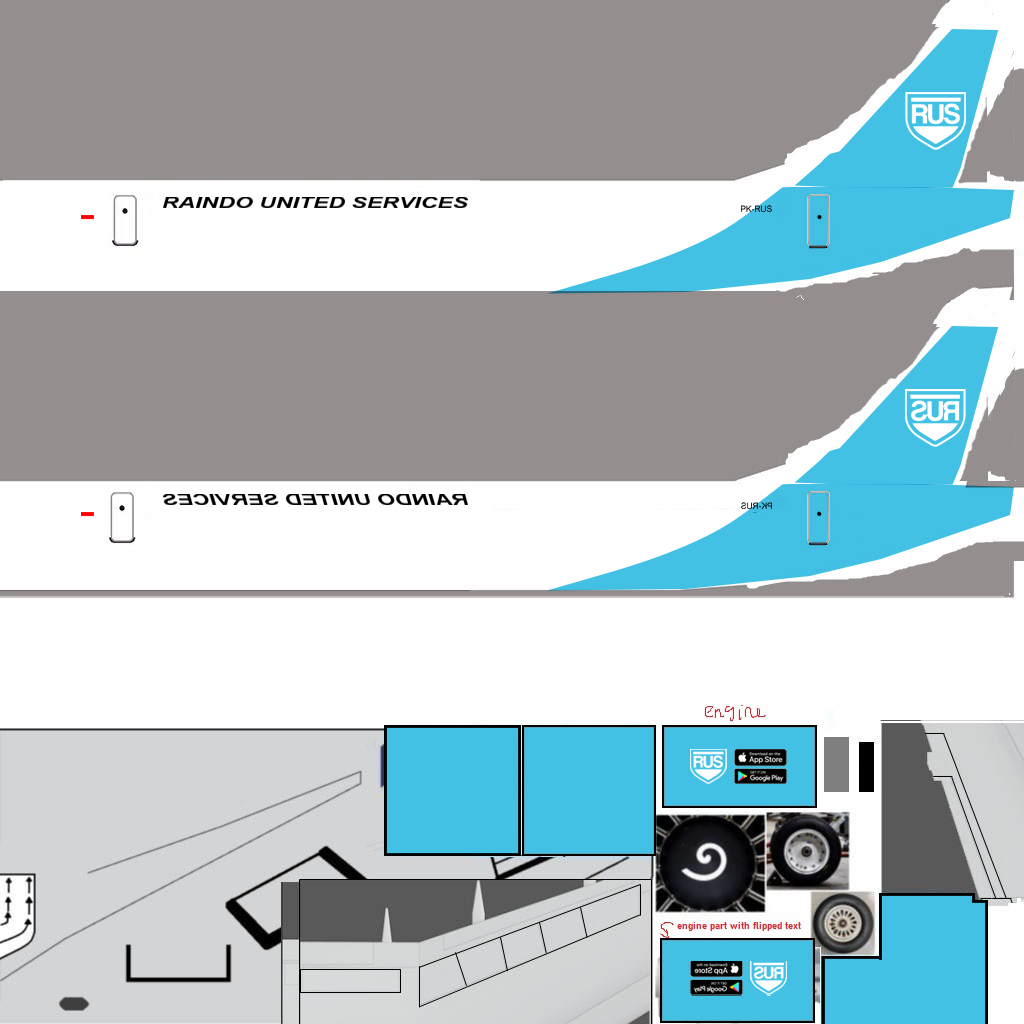 RUS
RAINDO UNITED SERVICES
PK-RUS
RUS
RAINDO UNITED SERVICES
PK-RUS
engine
RUS
Download on the
App Store
GET IT ON
Google Play
engine part with flipped text
Download on the
App Store
GET IT ON
Google Play
RUS